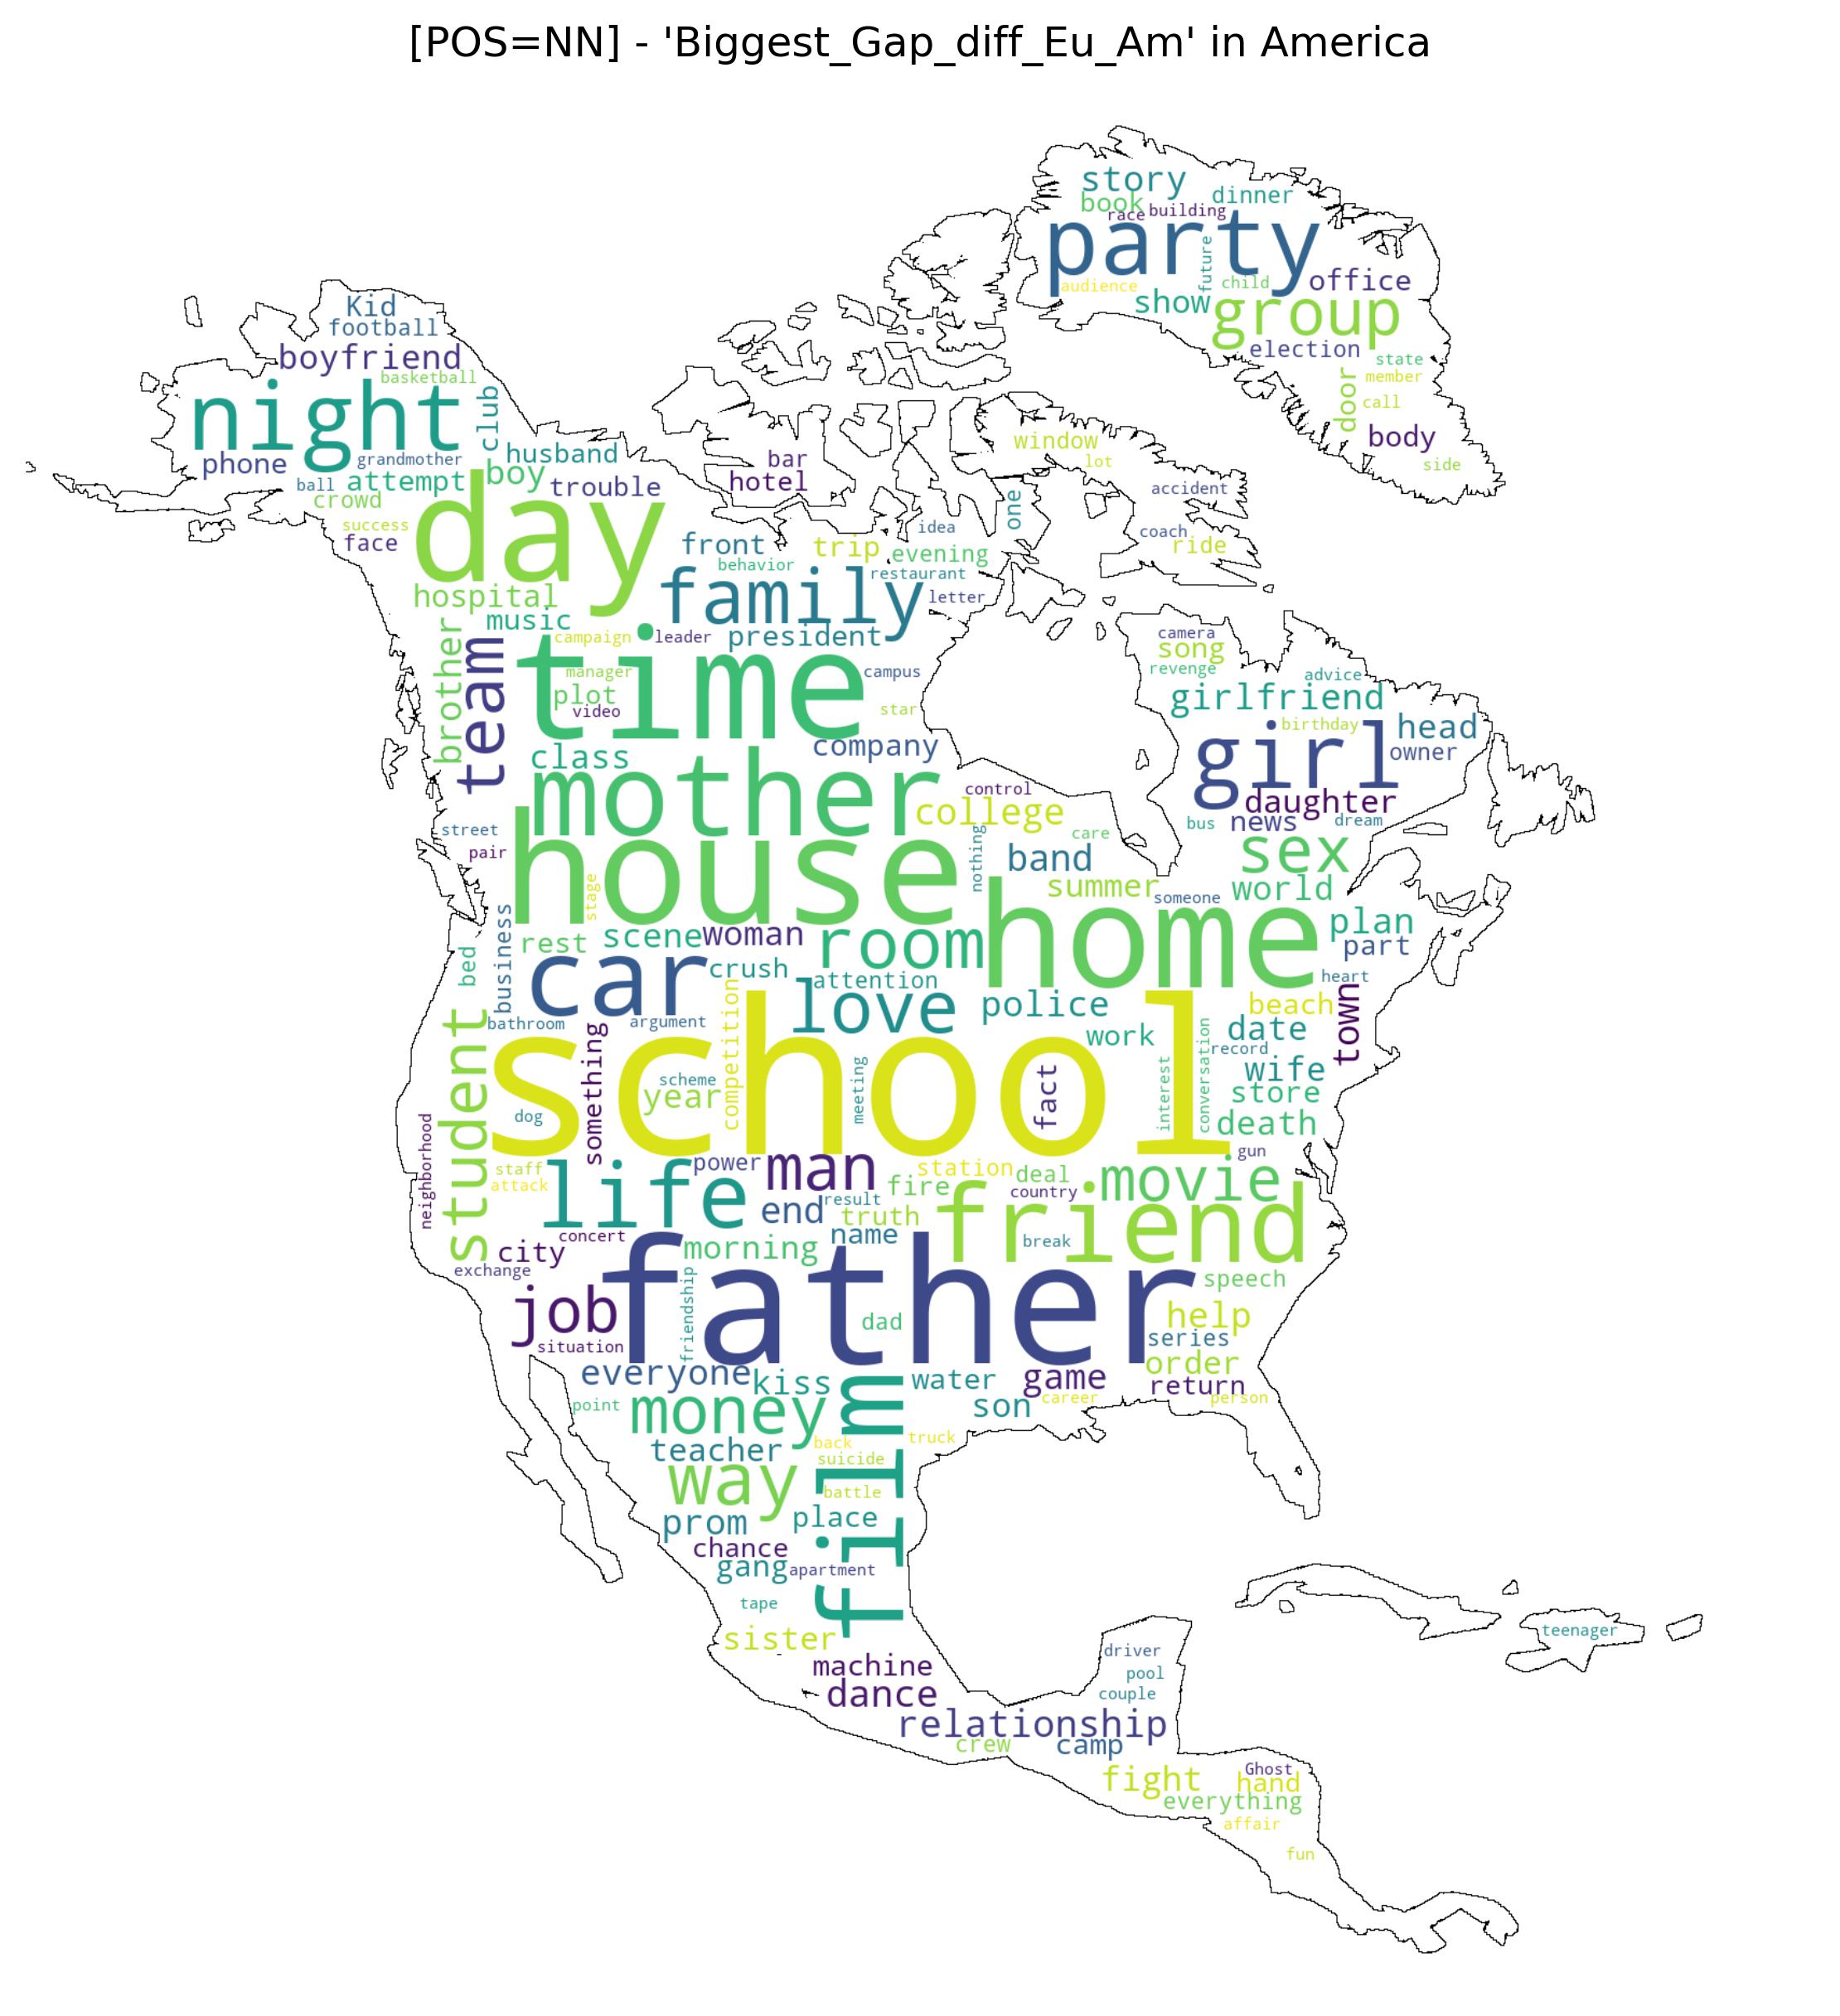 [POS=NN] - 'Biggest_Gap_diff_Eu_Am' in America
story
dinner
book
race
building
party
future
office
audience
child
show
group
election
state
member
door
call
body
side
Kid
football
boyfriend
basketball
night
club
phone
grandmother
husband
ball
attempt
boy
trouble
crowd
day
success
face
bar
hotel
window
lot
accident
one
coach
ride
idea
front
trip
evening
behavior
restaurant
family
letter
hospital
music
campaign
leader
president
brother
team
time
manager
campus
plot
video
star
class
company
camera
song
revenge
advice
girlfriend
birthday
head
girl
owner
daughter
bus
news
dream
mother
control
college
care
street
house
nothing
band
sex
pair
summer
someone
world
stage
home
plan
part
business
rest
scene
woman
room
bed
car
crush
attention
heart
love
police
beach
town
bathroom
argument
competition
work
date
record
student
something
school
scheme
year
meeting
fact
interest
conversation
wife
store
death
dog
neighborhood
gun
staff
attack
power
man
station
deal
movie
life
fire
country
friend
end
result
truth
name
break
concert
city
morning
exchange
father
speech
job
friendship
dad
help
situation
series
everyone
kiss
film
water
game
order
return
point
money
son
career
person
teacher
back
truck
suicide
way
battle
prom
place
chance
gang
apartment
tape
sister
teenager
machine
driver
dance
pool
couple
relationship
crew
camp
fight
Ghost
hand
everything
affair
fun